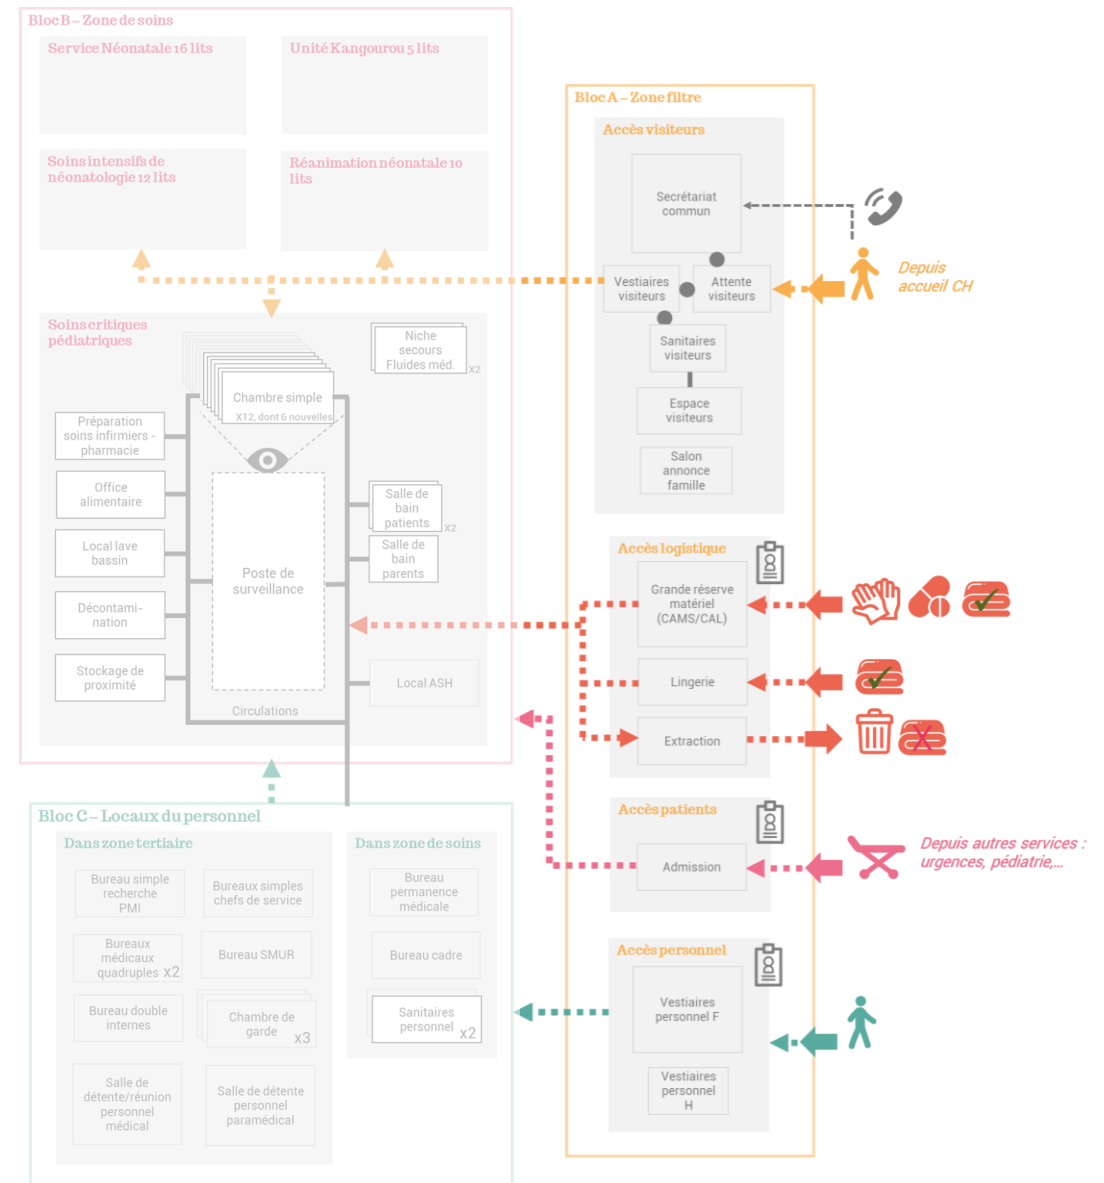 Bloc B – Zone de soins
Service Néonatale 16 lits
Unité Kangourou 5 lits
Soins intensifs de
néonatologie 12 lits
Réanimation néonatale 10
lits
Soins critiques
pédiatriques
Niche
secours
Fluides méd.
X2
Chambre simple
X12, dont 6 nouvelles
Préparation
soins infirmiers -
pharmacie
Office
alimentaire
Local lave
bassin
Décontami-
nation
Stockage de
proximité
Poste de
surveillance
Salle de
bain
patients
X2
Salle de
bain
parents
Local ASH
Circulations
Bloc A – Zone filtre
Accès visiteurs
Secrétariat
commun
Vestiaires
visiteurs
Attente
visiteurs
Sanitaires
visiteurs
Espace
visiteurs
Salon
annonce
famille
Depuis
accueil CH
Accès logistique
Grande réserve
matériel
(CAMS/CAL)
Lingerie
Extraction
Accès patients
Admission
Depuis autres services :
urgences, pédiatrie,...
Accès personnel
Vestiaires
personnel F
Vestiaires
personnel
H
Bloc C – Locaux du personnel
Dans zone tertiaire
Bureau simple
recherche
PMI
Bureaux simples
chefs de service
Bureaux
médicaux
quadruples x2
Bureau SMUR
Bureau double
internes
Chambre de
garde
x3
Salle de
détente/réunion
personnel
médical
Salle de détente
personnel
paramédical
Dans zone de soins
Bureau
permanence
médicale
Bureau cadre
Sanitaires
personnel
x2